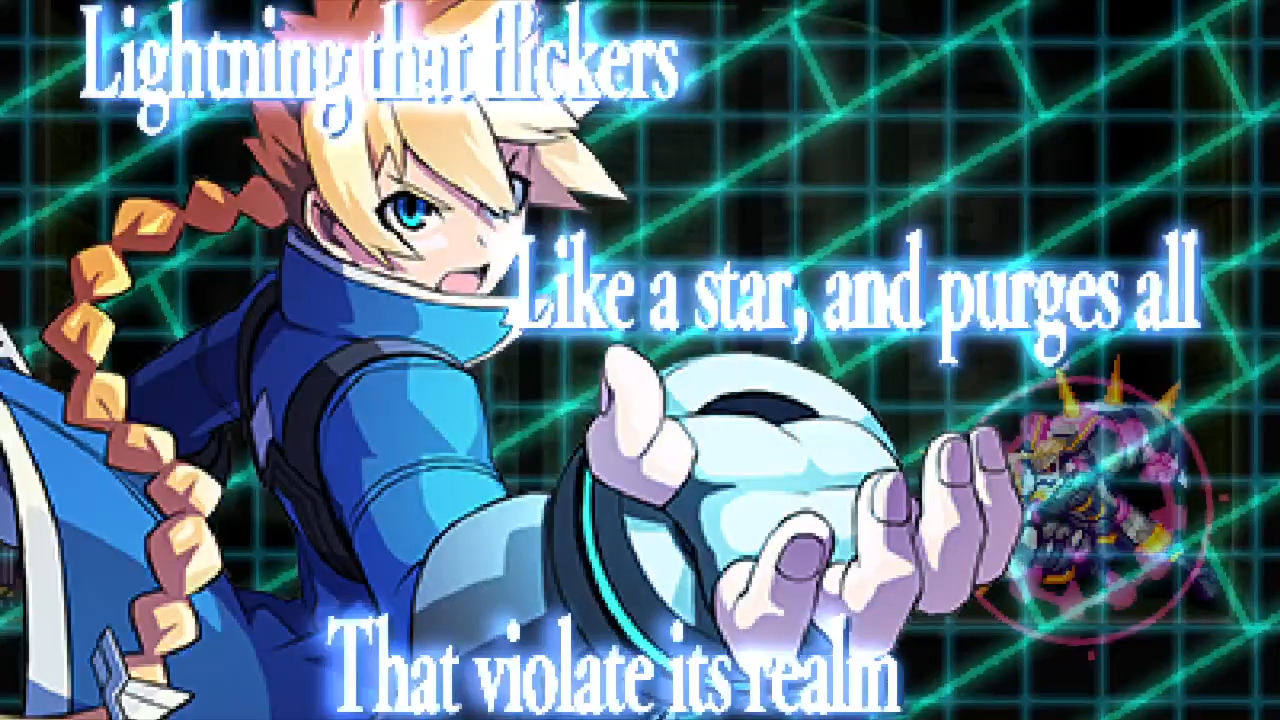 Lightning that flickers
Like a star, and purges all
That violate its realm